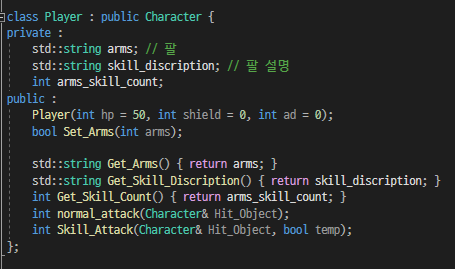 class Player : public Character {
private :
std::string arms; // 팔
std::string skill_discription; // 팔 설명
int arms_skill_count;
public :
Player(int hp = 50, int shield = 0, int ad = 0);
bool Set_Arms(int arms);
std::string Get_Arms() { return arms; }
std::string Get_Skill_Discription() { return skill_discription; }
int Get_Skill_Count() { return arms_skill_count; }
int normal_attack(Character& Hit_Object);
int Skill_Attack(Character& Hit_Object, bool temp);
};